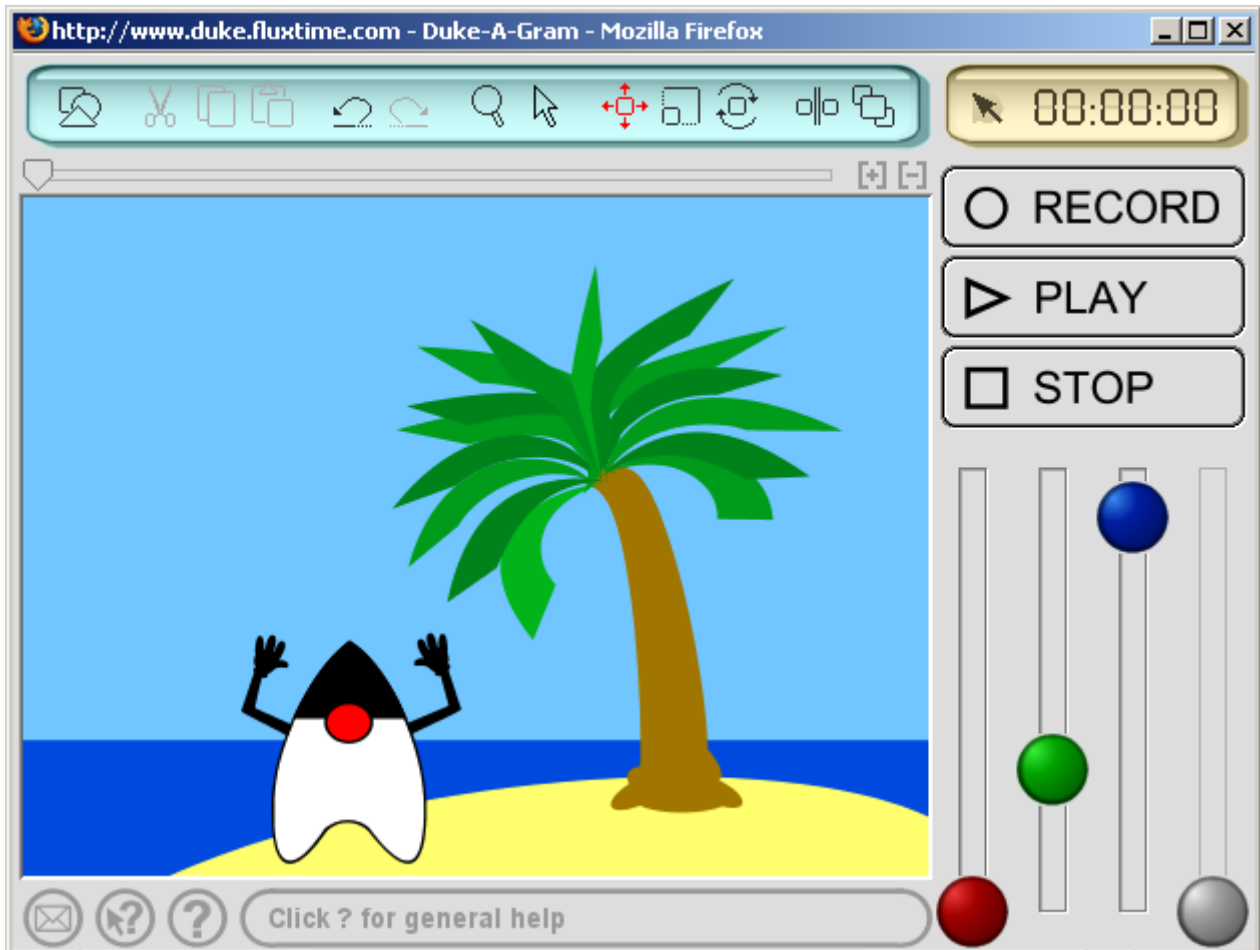 http://www.duke.fluxtime.com - Duke-A-Gram - Mozilla Firefox
00:00:00
[+] [-]
RECORD
PLAY
STOP
? ? Click ? for general help